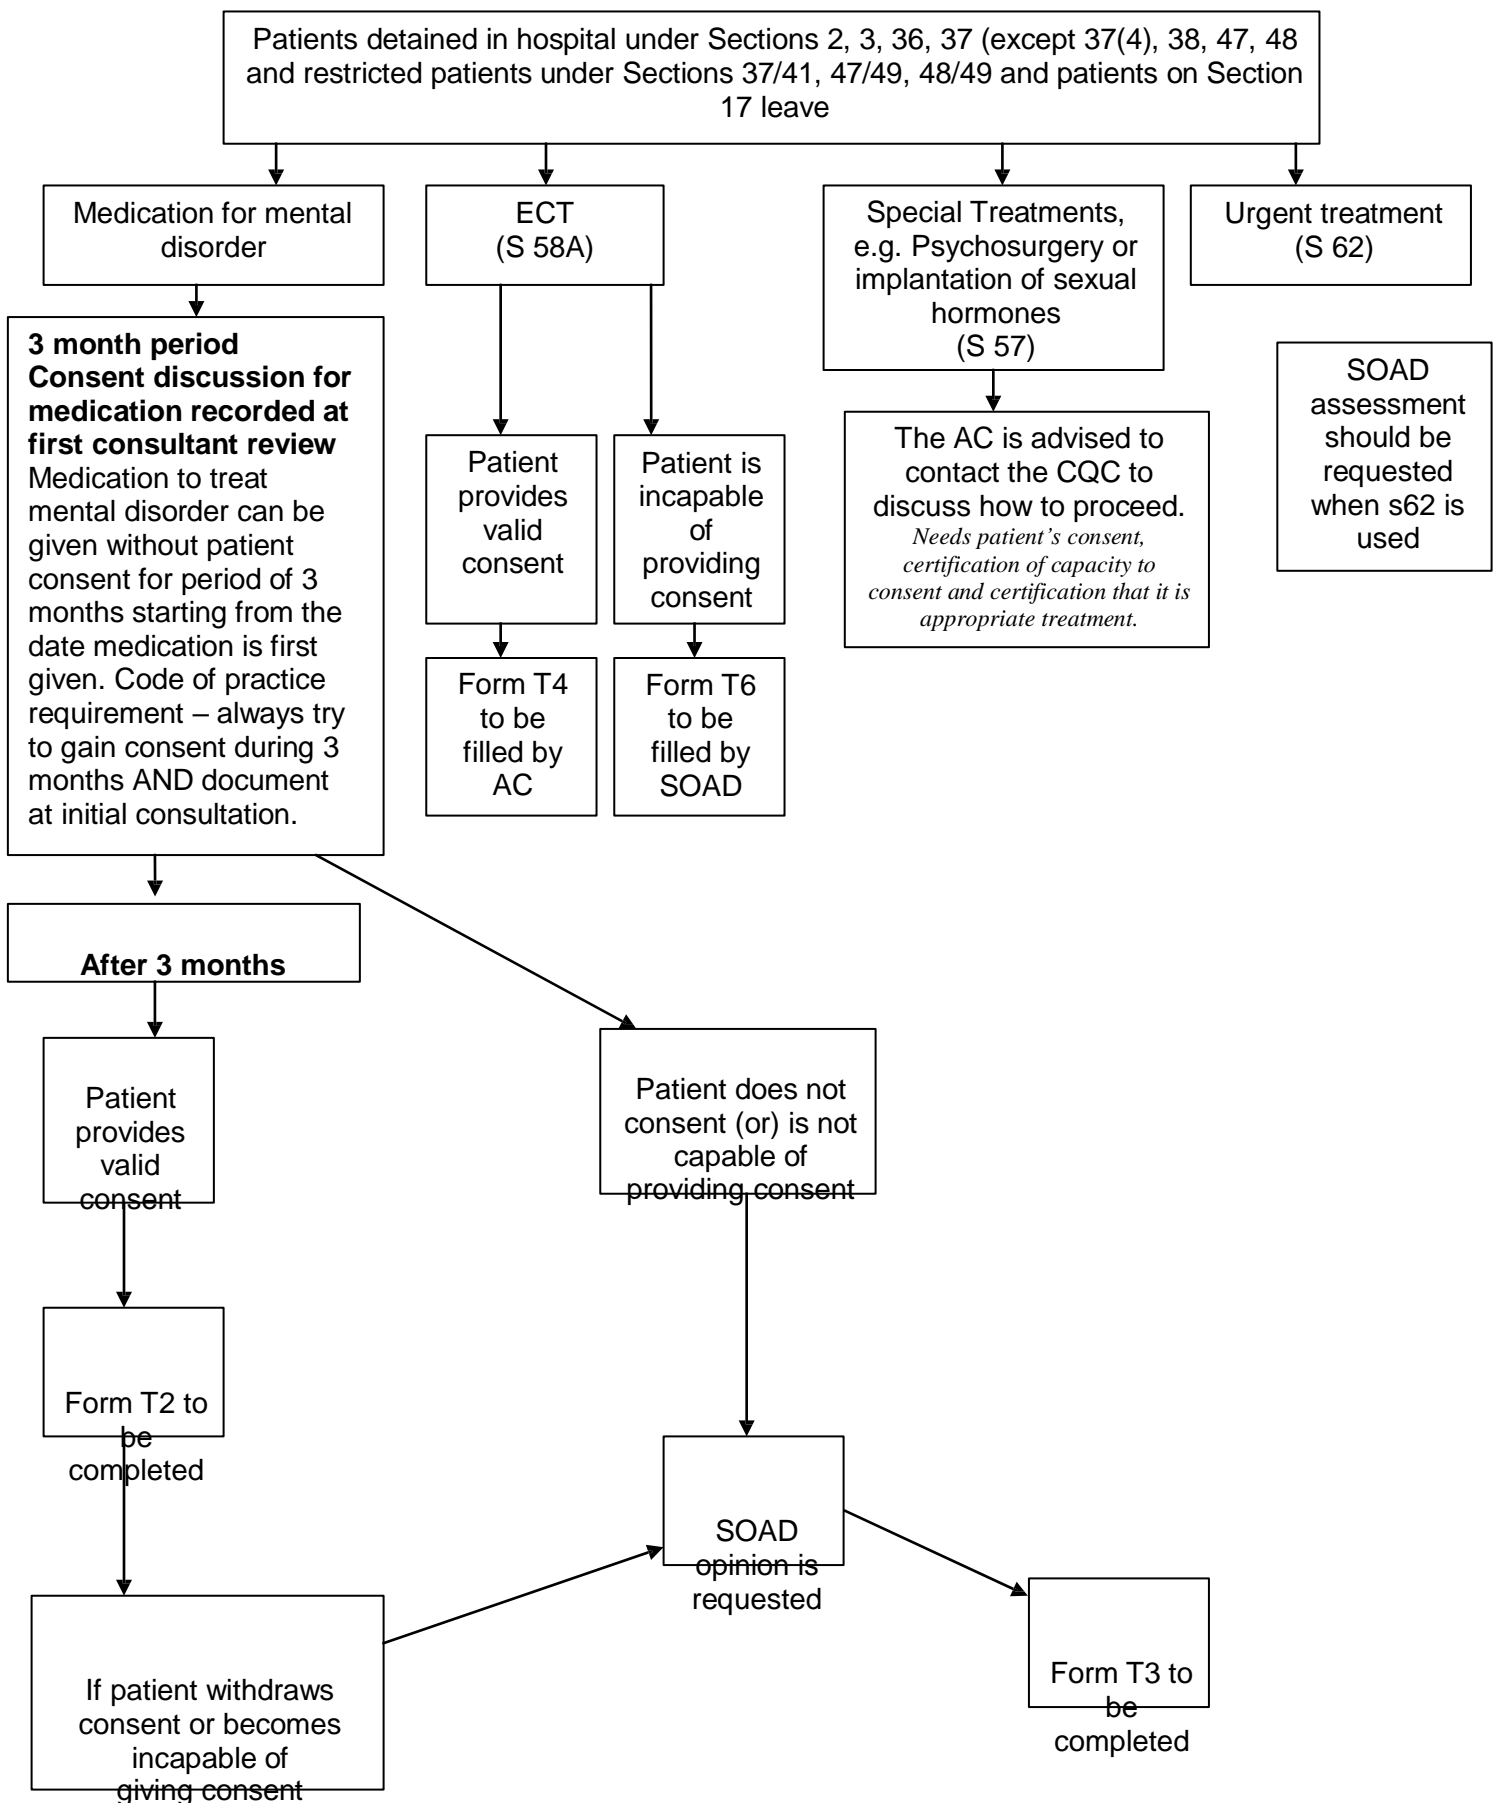 Patients detained in hospital under Sections 2, 3, 36, 37 (except 37(4), 38, 47, 48
and restricted patients under Sections 37/41, 47/49, 48/49 and patients on Section
17 leave
Medication for mental
disorder
ECT
(S 58A)
Special Treatments,
e.g. Psychosurgery or
implantation of sexual
hormones
(S 57)
Urgent treatment
(S 62)
3 month period
Consent discussion for
medication recorded at
first consultant review
Medication to treat
mental disorder can be
given without patient
consent for period of 3
months starting from the
date medication is first
given. Code of practice
requirement – always try
to gain consent during 3
months AND document
at initial consultation.
Patient
provides
valid
consent
Patient is
incapable
of
providing
consent
The AC is advised to
contact the CQC to
discuss how to proceed.
Needs patient’s consent,
certification of capacity to
consent and certification that it is
appropriate treatment.
SOAD
assessment
should be
requested
when s62 is
used
Form T4
to be
filled by
AC
Form T6
to be
filled by
SOAD
After 3 months
Patient
provides
valid
consent
Patient does not
consent (or) is not
capable of
providing consent
Form T2 to
be
completed
SOAD
opinion is
requested
Form T3 to
be
completed
If patient withdraws
consent or becomes
incapable of
giving consent